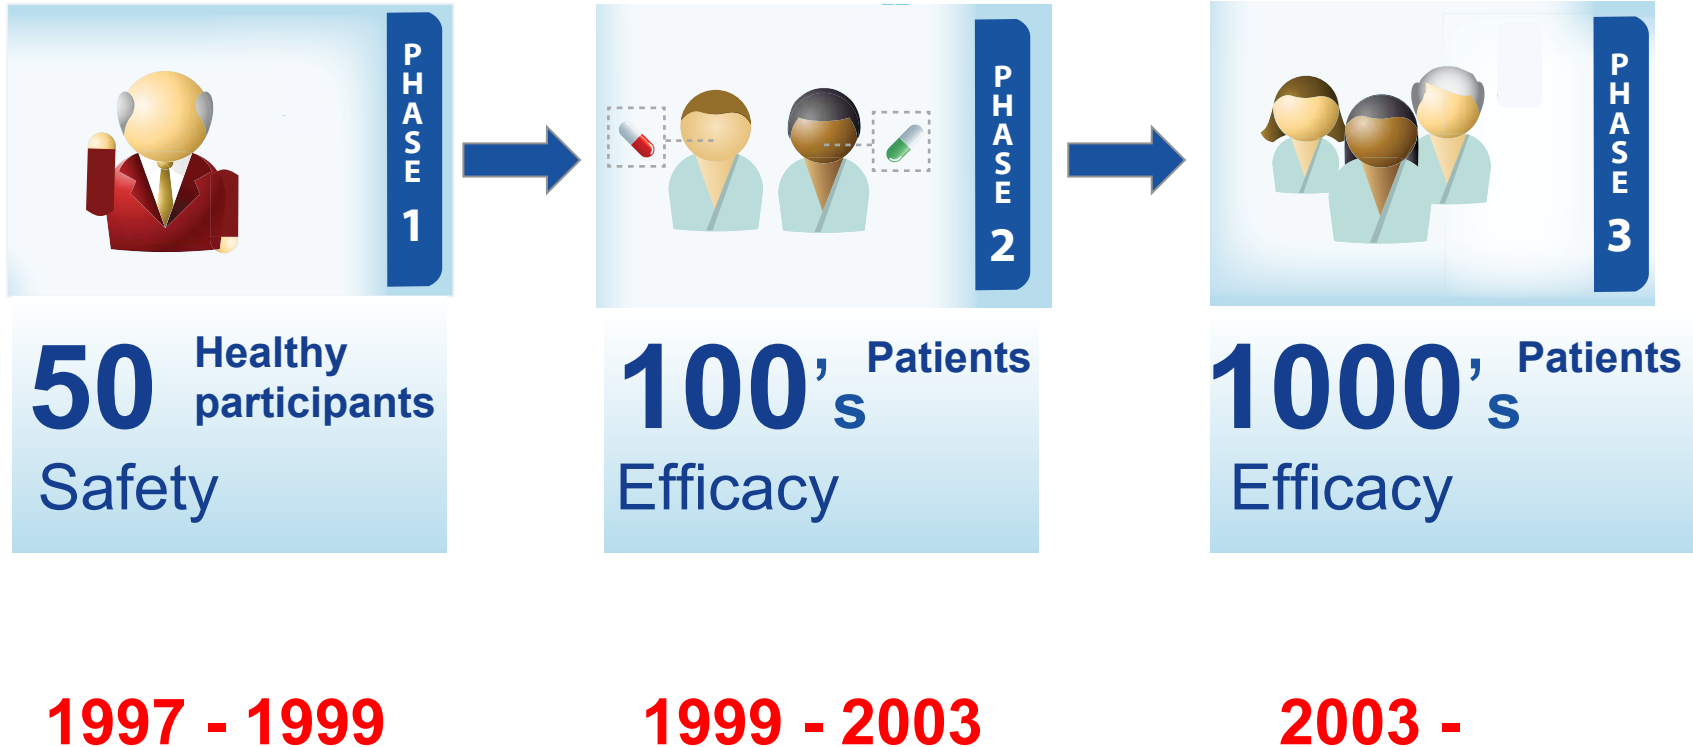 PHASE 1
50 Healthy
participants
Safety
1997 - 1999
PHASE 2
100's Patients
Efficacy
1999 - 2003
PHASE 3
1000's Patients
Efficacy
2003 -